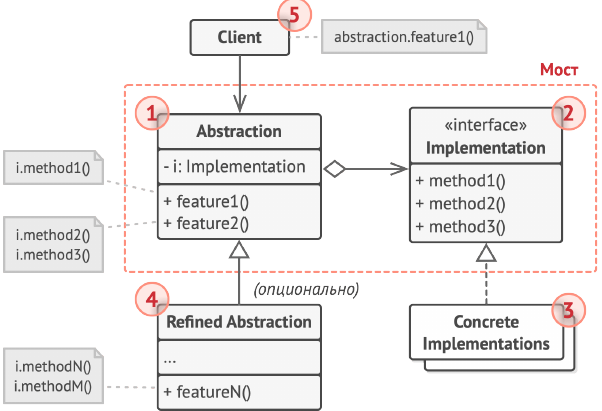 5
Client
abstraction.feature1()
Мост
1
Abstraction
- i: Implementation
+ feature1()
+ feature2()
2
«interface»
Implementation
+ method1()
+ method2()
+ method3()
i.method1()
i.method2()
i.method3()
(опционально)
4
Refined Abstraction
...
+ featureN()
3
Concrete
Implementations
i.methodN()
i.methodM()